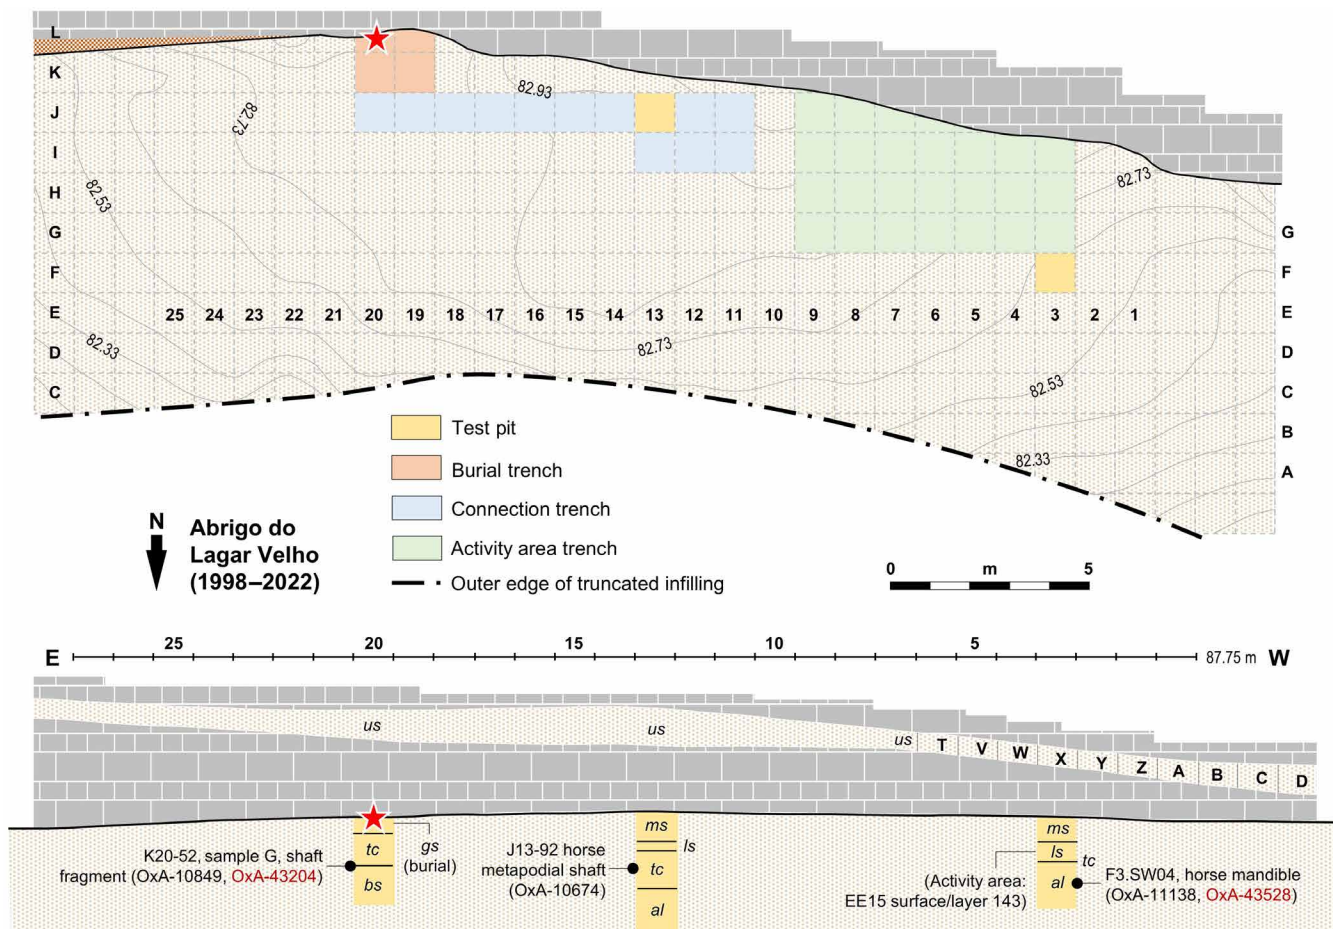 L
K
J
I
H
G
F
E
D
C
82.73
82.93
82.53
82.73
82.33
82.73
82.53
82.33
25 24 23 22 21 20 19 18 17 16 15 14 13 12 11 10 9 8 7 6 5 4 3 2 1
G
F
E
D
C
B
A
Test pit
Burial trench
Connection trench
Activity area trench
Outer edge of truncated infilling
N
Abrigo do
Lagar Velho
(1998–2022)
0 m 5
E 25 20 15 10 5 87.75 m W
us us us T V W X Y Z A B C D
tc
bs
gs
(burial)
K20-52, sample G, shaft
fragment (OxA-10849, OxA-43204)
ms
ls
tc
al
J13-92 horse
metapodial shaft
(OxA-10674)
ms
ls
tc
al
(Activity area:
EE15 surface/layer 143)
F3.SW04, horse mandible
(OxA-11138, OxA-43528)